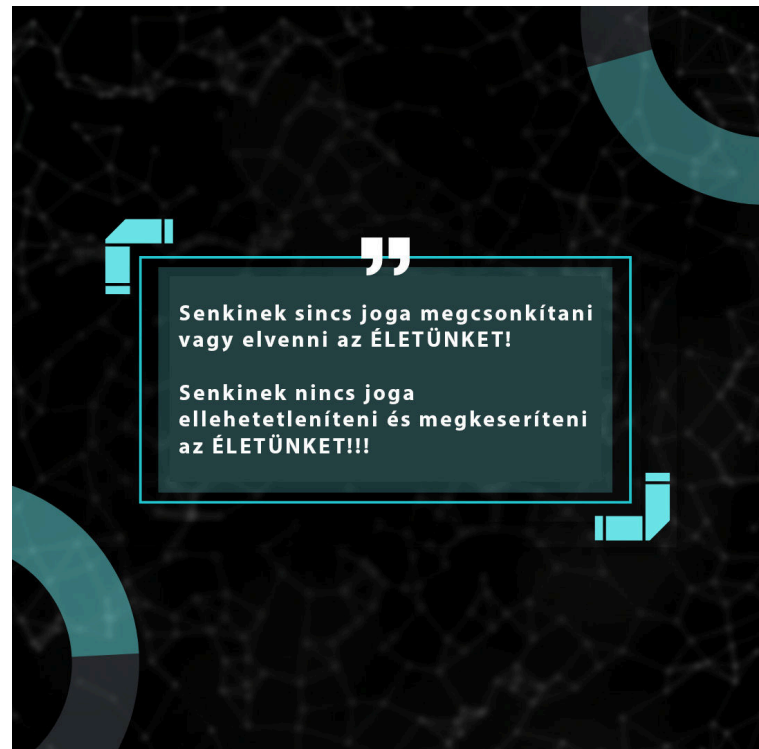 Senkinek sincs joga megcsonkítani
vagy elvenni az ÉLETÜNKET!
Senkinek nincs joga
ellehetetleníteni és megkeseríteni
az ÉLETÜNKET!!!